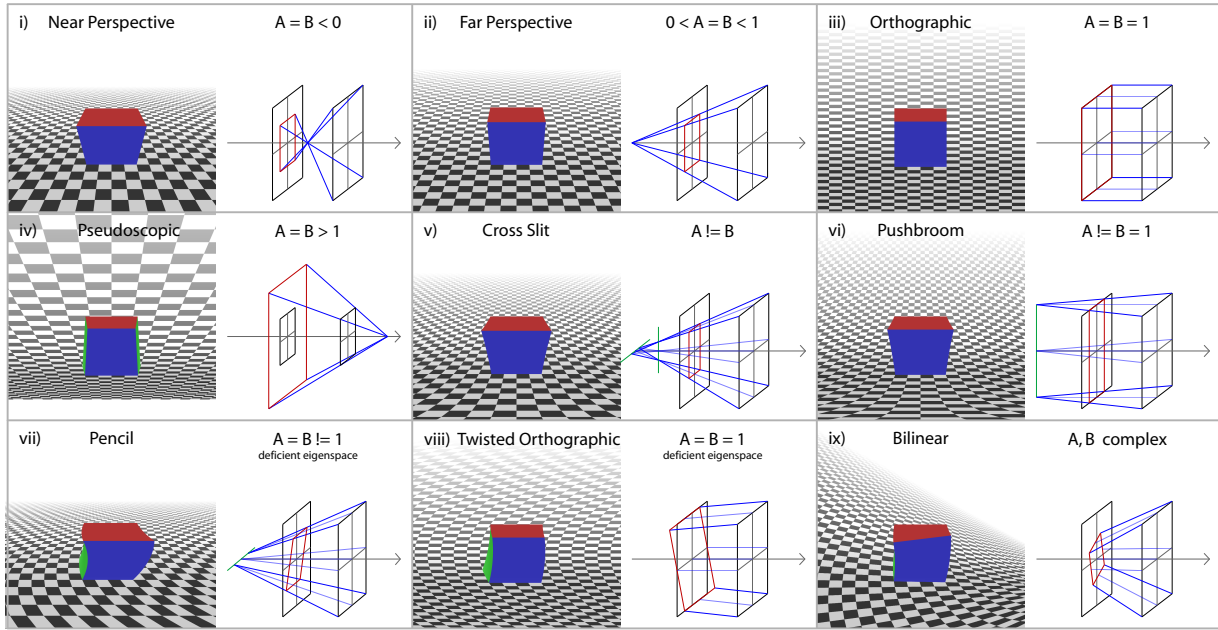 i) Near Perspective A = B < 0
ii) Far Perspective 0 < A = B < 1
iii) Orthographic A = B = 1
iv) Pseudoscopic A = B > 1
v) Cross Slit A != B
vi) Pushbroom A != B = 1
vii) Pencil A = B != 1
deficient eigenspace
viii) Twisted Orthographic A = B = 1
deficient eigenspace
ix) Bilinear A, B complex